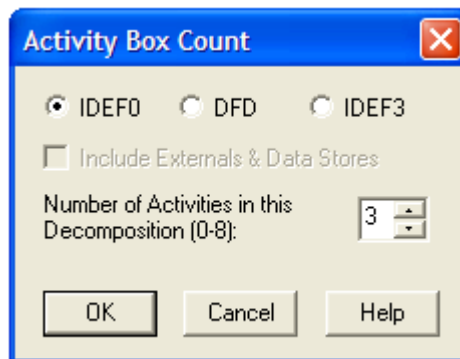 Activity Box Count
IDEF0 DFD IDEF3
Include Externals & Data Stores
Number of Activities in this
Decomposition (0-8):
3
OK Cancel Help